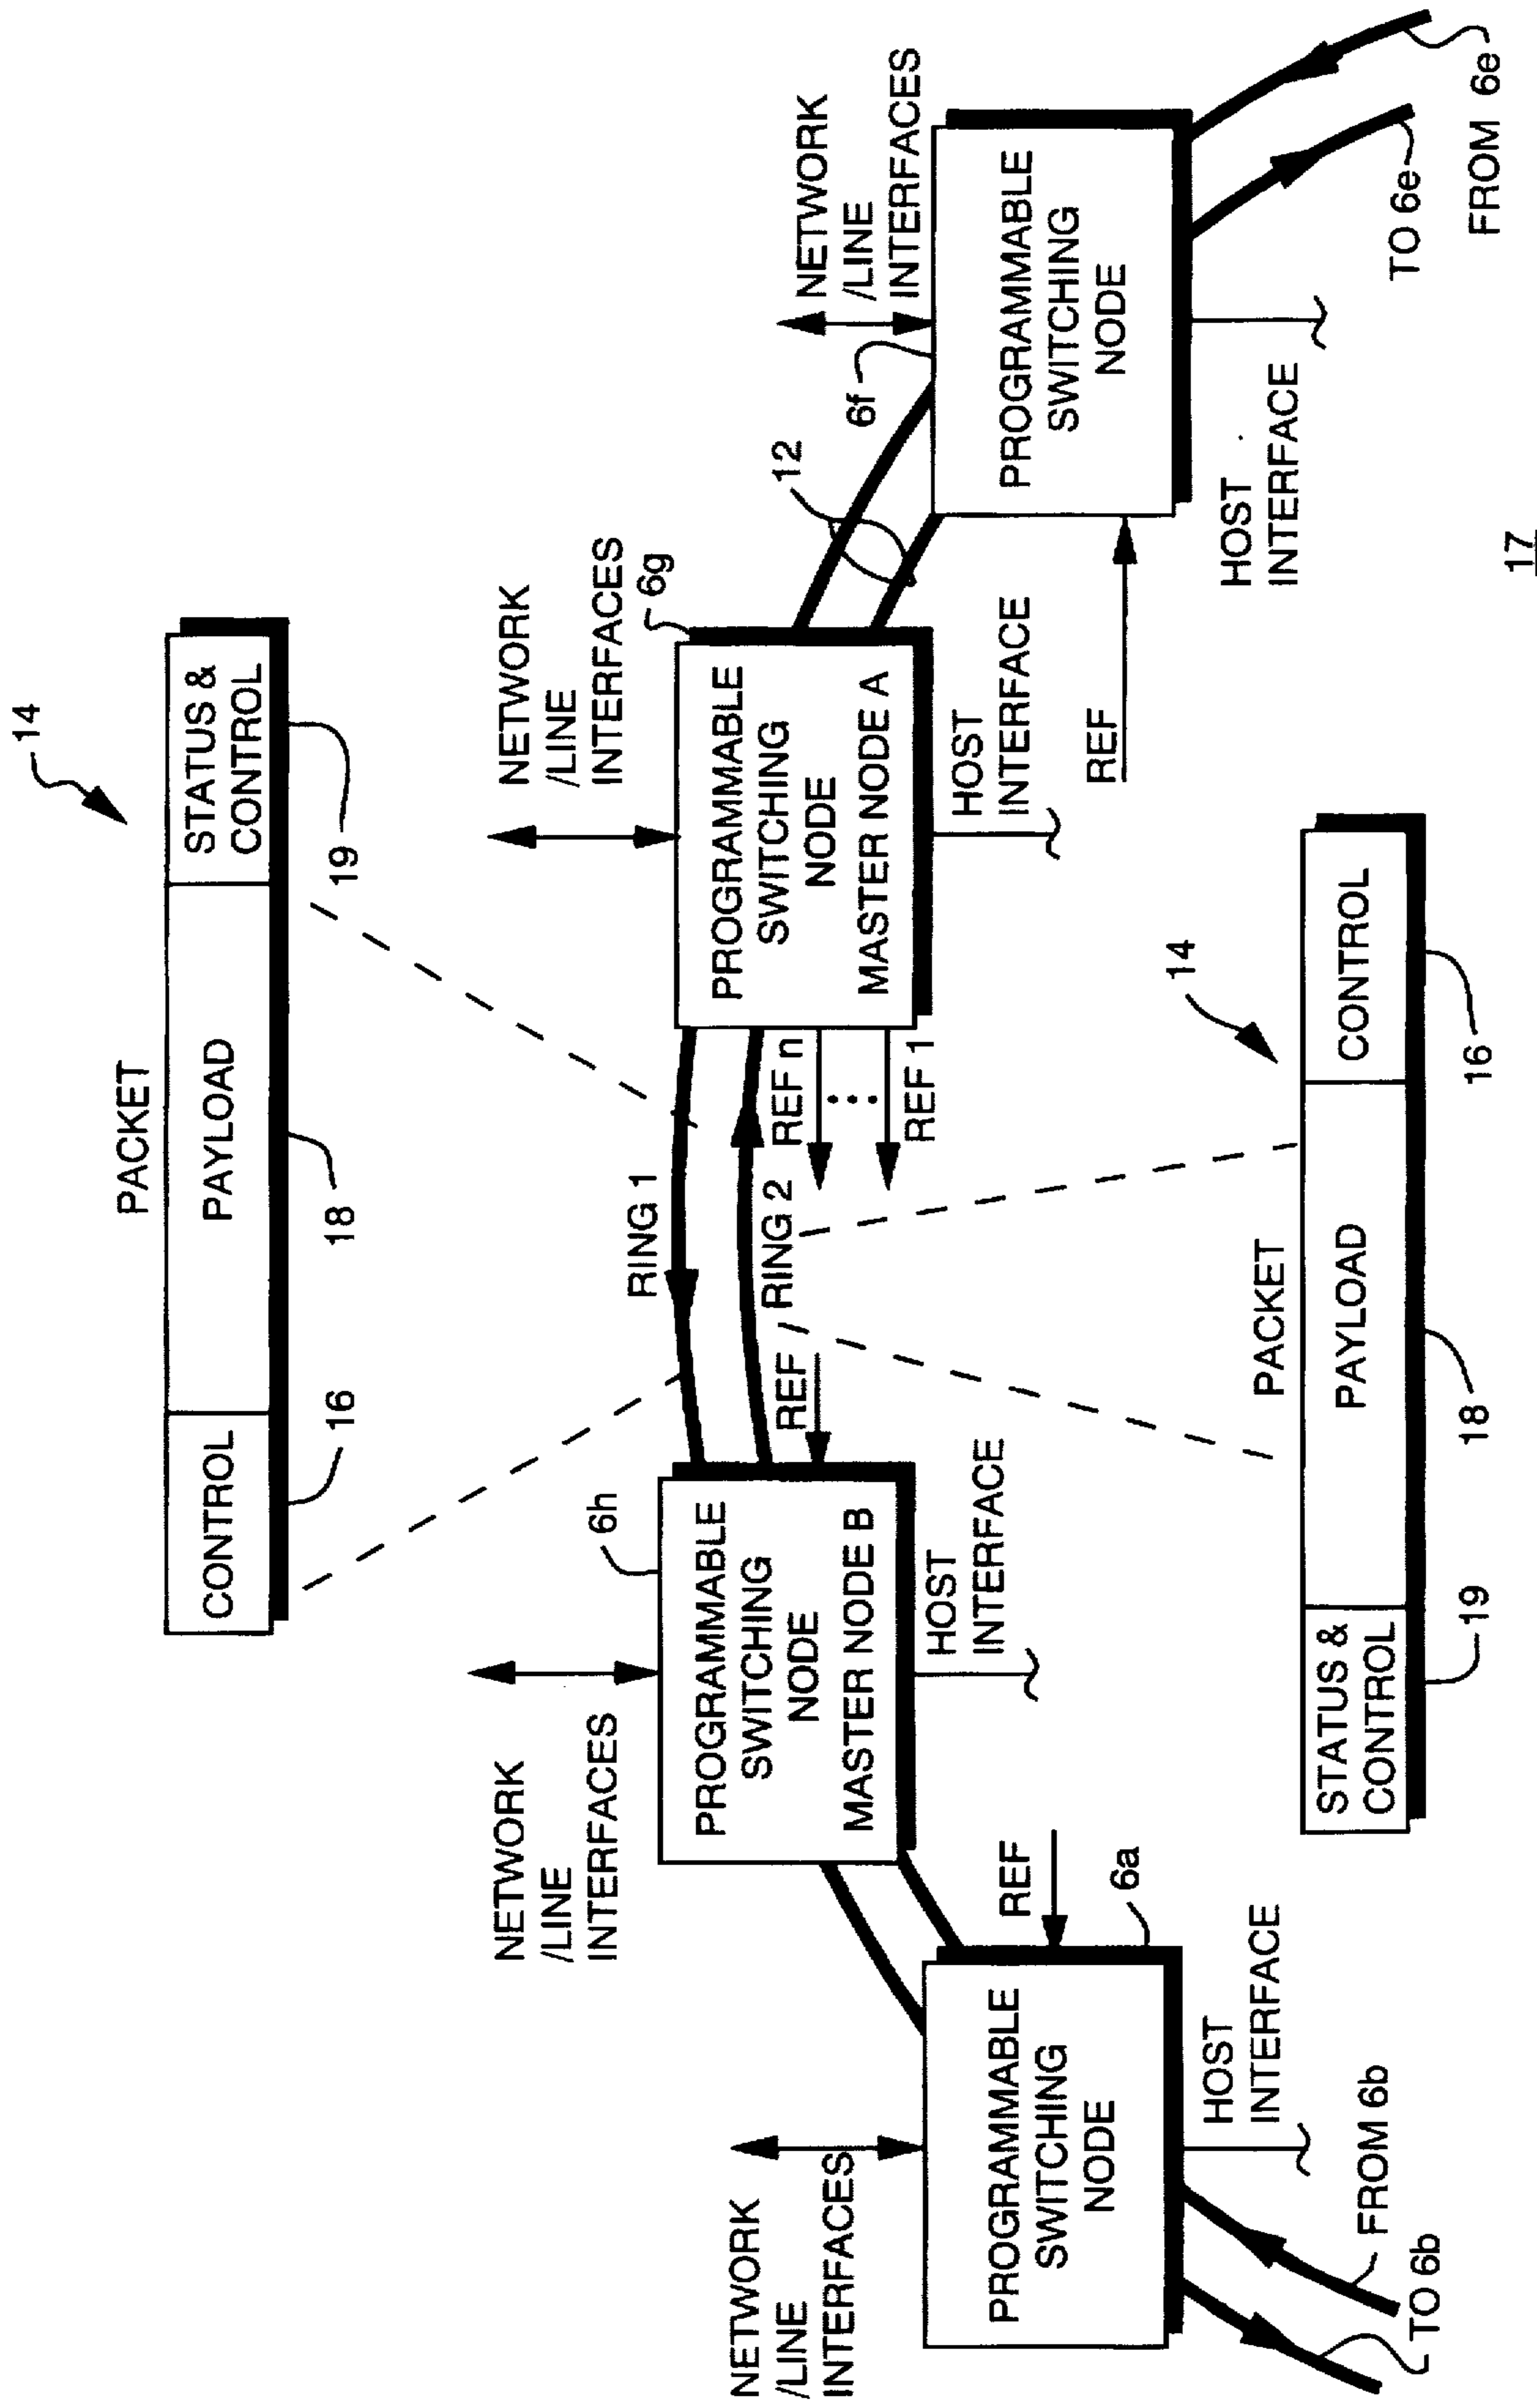 14
PACKET
CONTROL
PAYLOAD
STATUS &
CONTROL
16
18
19
NETWORK
/LINE
INTERFACES
6h
PROGRAMMABLE
SWITCHING
NODE
MASTER NODE B
HOST
INTERFACE
RING 1
RING 2
REF
REF n
REF 1
NETWORK
/LINE
INTERFACES
6g
PROGRAMMABLE
SWITCHING
NODE
MASTER NODE A
HOST
INTERFACE
12
NETWORK
/LINE
INTERFACES
6f
PROGRAMMABLE
SWITCHING
NODE
REF
HOST
INTERFACE
TO 6e
FROM 6e
NETWORK
/LINE
INTERFACES
REF
6a
PROGRAMMABLE
SWITCHING
NODE
HOST
INTERFACE
FROM 6b
TO 6b
14
PACKET
STATUS &
CONTROL
PAYLOAD
CONTROL
19
18
16
17